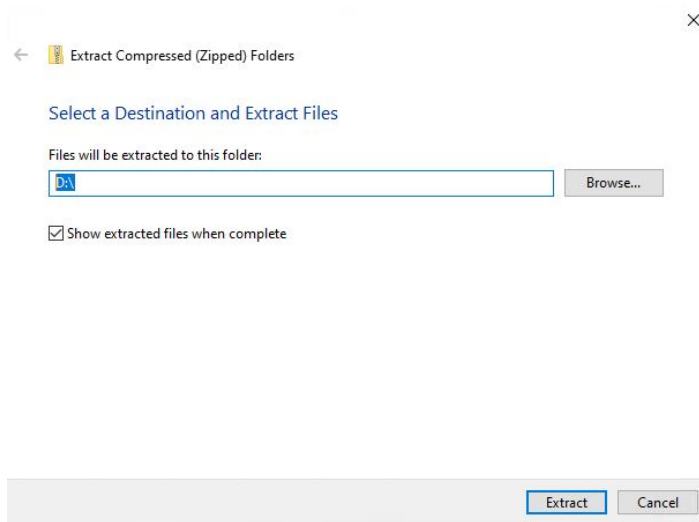 Extract Compressed (Zipped) Folders
Select a Destination and Extract Files
Files will be extracted to this folder:
D:\
Browse...
Show extracted files when complete
Extract
Cancel